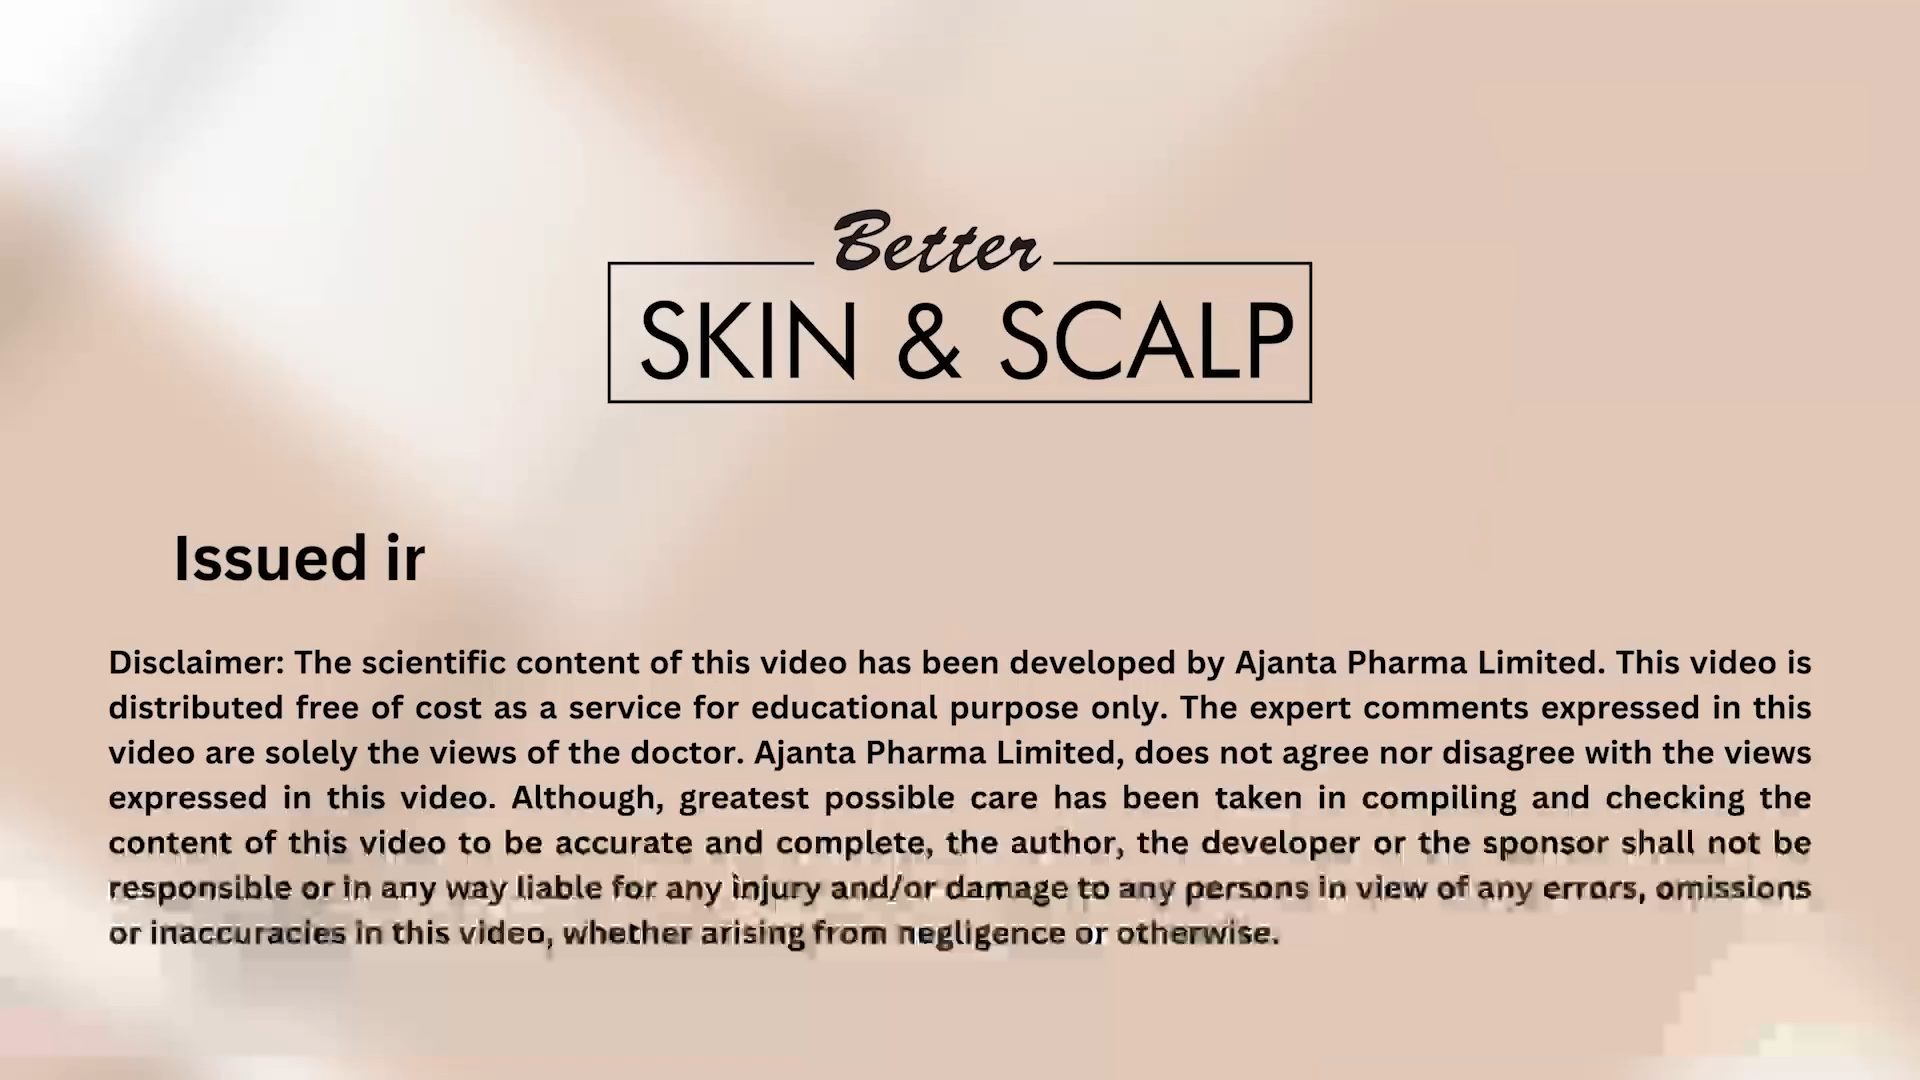 Better
SKIN & SCALP
Issued ir
Disclaimer: The scientific content of this video has been developed by Ajanta Pharma Limited. This video is
distributed free of cost as a service for educational purpose only. The expert comments expressed in this
video are solely the views of the doctor. Ajanta Pharma Limited, does not agree nor disagree with the views
expressed in this video. Although, greatest possible care has been taken in compiling and checking the
content of this video to be accurate and complete, the author, the developer or the sponsor shall not be
responsible or in any way liable for any injury and/or damage to any persons in view of any errors, omissions
or inaccuracies in this video, whether arising from negligence or otherwise.